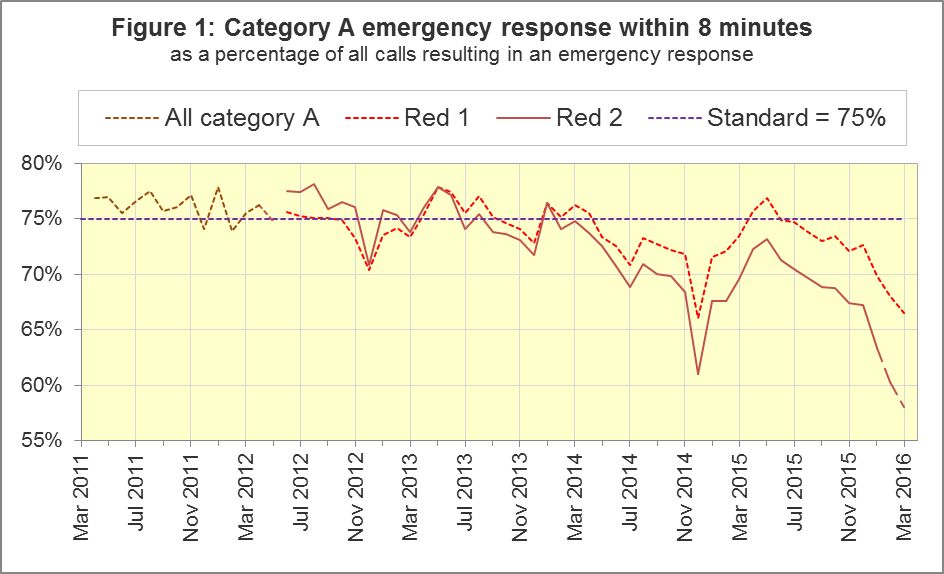 Figure 1: Category A emergency response within 8 minutes
as a percentage of all calls resulting in an emergency response
All category A Red 1 Red 2 Standard = 75%
80%
75%
70%
65%
60%
55%
Mar 2011
Jul 2011
Nov 2011
Mar 2012
Jul 2012
Nov 2012
Mar 2013
Jul 2013
Nov 2013
Mar 2014
Jul 2014
Nov 2014
Mar 2015
Jul 2015
Nov 2015
Mar 2016